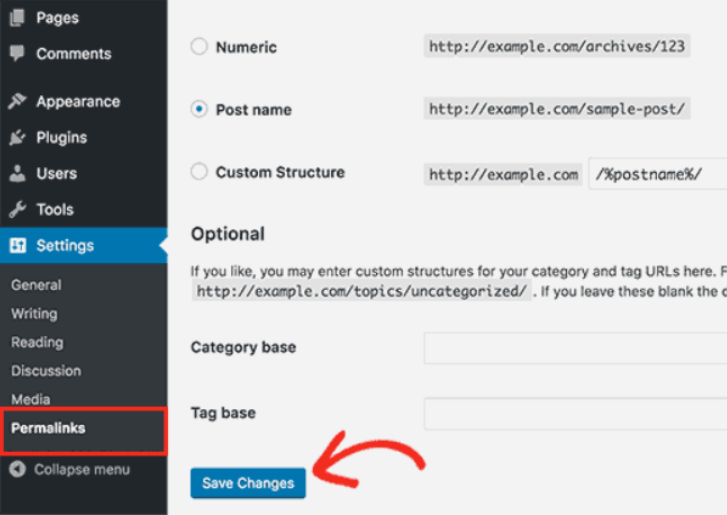 Pages
Comments
Appearance
Plugins
Users
Tools
Settings
General
Writing
Reading
Discussion
Media
Permalinks
Collapse menu
Numeric http://example.com/archives/123
Post name http://example.com/sample-post/
Custom Structure http://example.com /%postname%/
Optional
If you like, you may enter custom structures for your category and tag URLs here. F
http://example.com/topics/uncategorized/ . If you leave these blank the d
Category base
Tag base
Save Changes